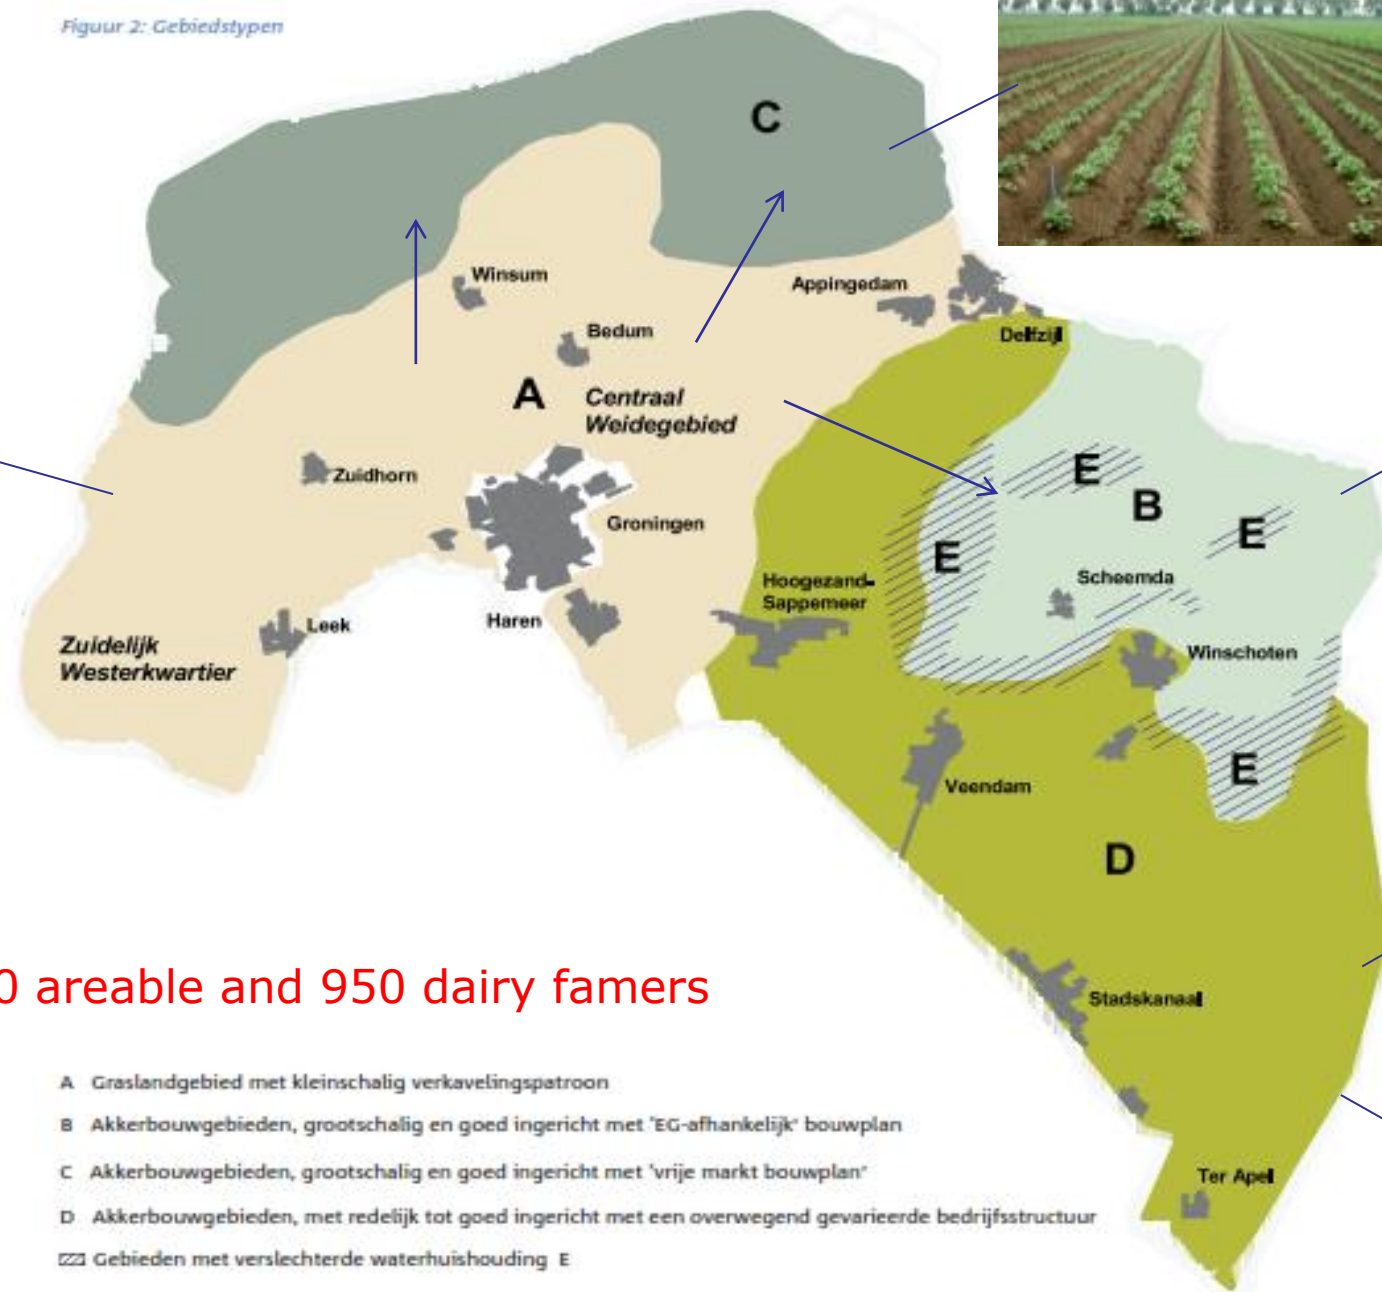 Figuur 2: Gebiedstypen
C
Winsum
Appingedam
Bedum
Delfzijl
A
Centraal
Weidegebied
E
B
Zuidhorn
Groningen
E
E
Hoogezand-
Sappemeer
Scheemda
Haren
Leek
Zuidelijk
Westerkwartier
Winschoten
E
Veendam
D
0 areable and 950 dairy famers
Stadskanaal
Ter Apel
A Graslandgebied met kleinschalig verkavelingspatroon
B Akkerbouwgebieden, grootschalig en goed ingericht met 'EG-afhankelijk' bouwplan
C Akkerbouwgebieden, grootschalig en goed ingericht met 'vrije markt bouwplan'
D Akkerbouwgebieden, met redelijk tot goed ingericht met een overwegend gevarieerde bedrijfsstructuur
Gebieden met verslechterde waterhuishouding E